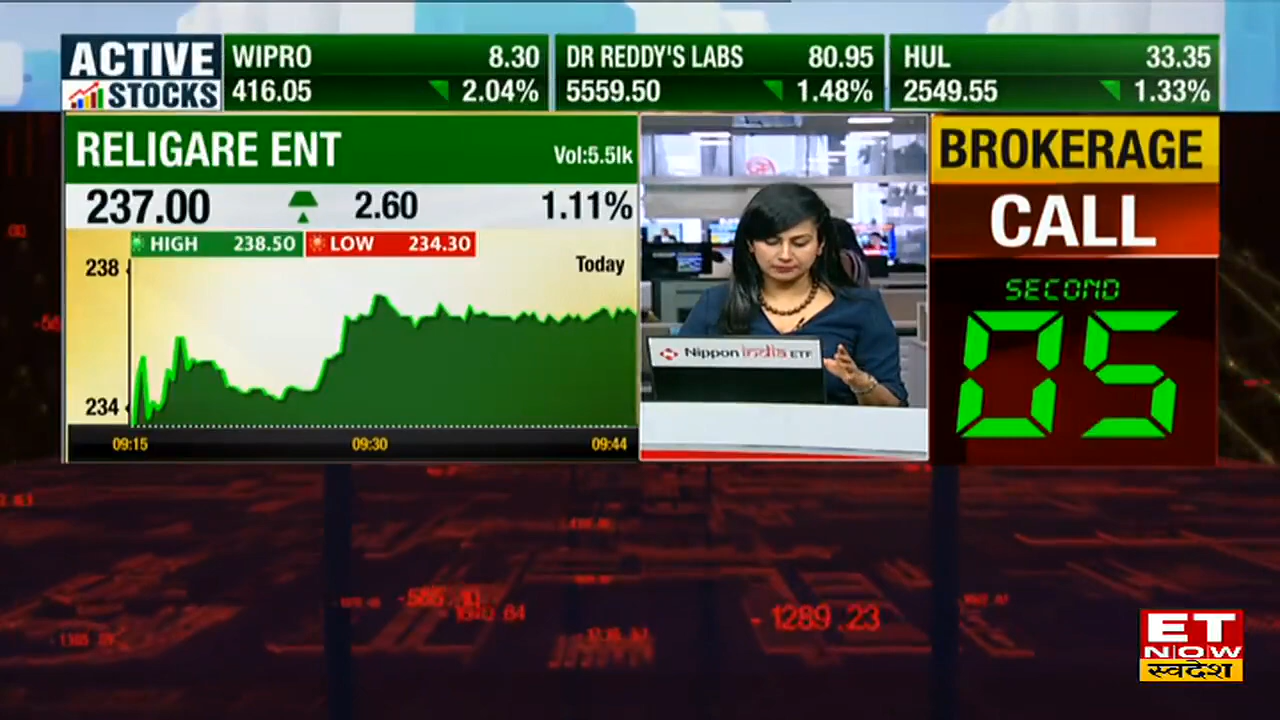 ACTIVE
STOCKS
WIPRO 8.30
416.05 2.04%
DR REDDY'S LABS 80.95
5559.50 1.48%
HUL 33.35
2549.55 1.33%
RELIGARE ENT Vol:5.5lk
237.00 2.60 1.11%
HIGH 238.50 LOW 234.30
Today
238
234
09:15 09:30 09:44
Nippon india ETF
BROKERAGE
CALL
SECOND
05
- 1289.23
ET
NOW
स्वदेश